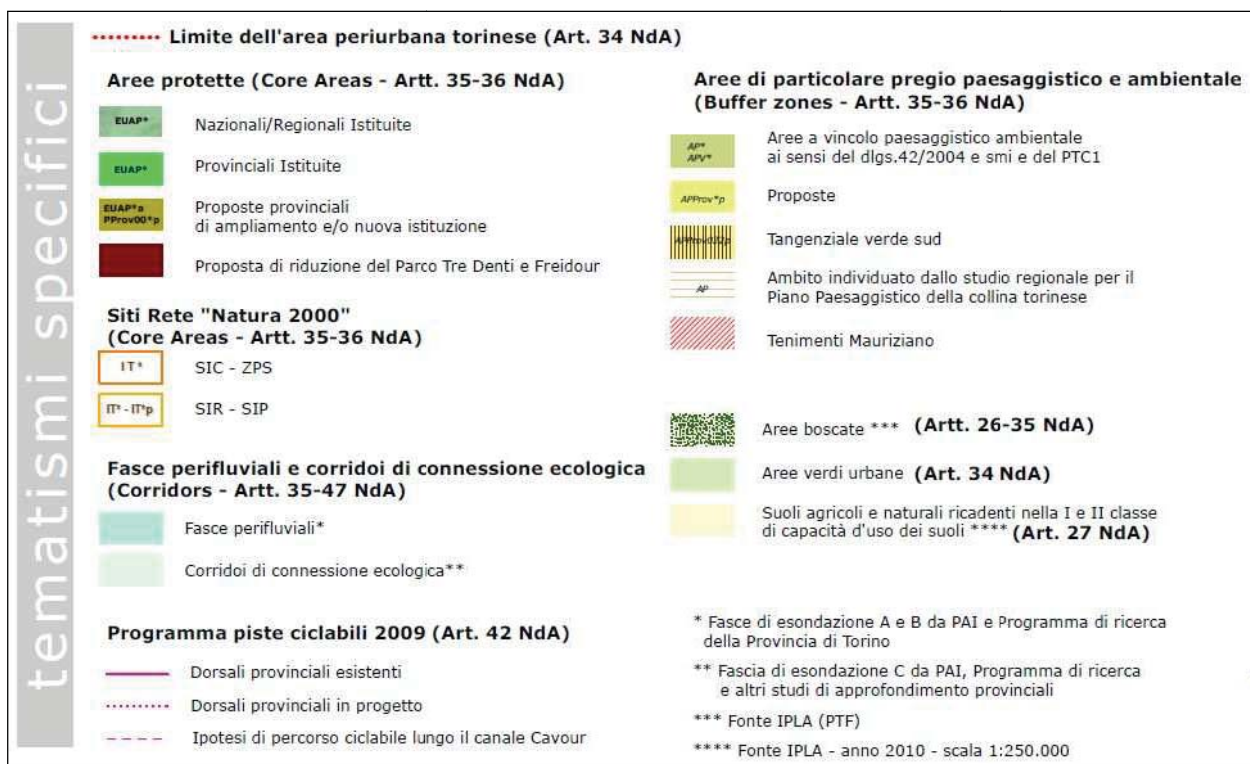 tematismi specifici
Limite dell'area periurbana torinese (Art. 34 NdA)
Aree protette (Core Areas - Artt. 35-36 NdA)
EUAP*
Nazionali/Regionali Istituite
EUAP*
Provinciali Istituite
EUAP*a
PProv00*p
Proposte provinciali
di ampliamento e/o nuova istituzione
Proposta di riduzione del Parco Tre Denti e Freidour
Siti Rete "Natura 2000"
(Core Areas - Artt. 35-36 NdA)
IT*
SIC - ZPS
IT* - IT*p
SIR - SIP
Fasce perifluviali e corridoi di connessione ecologica
(Corridors - Artt. 35-47 NdA)
Fasce perifluviali*
Corridoi di connessione ecologica**
Programma piste ciclabili 2009 (Art. 42 NdA)
Dorsali provinciali esistenti
Dorsali provinciali in progetto
Ipotesi di percorso ciclabile lungo il canale Cavour
Aree di particolare pregio paesaggistico e ambientale
(Buffer zones - Artt. 35-36 NdA)
AP*
APV*
Aree a vincolo paesaggistico ambientale
ai sensi del dlgs.42/2004 e smi e del PTC1
APProv*p
Proposte
Tangenziale verde sud
AP
Ambito individuato dallo studio regionale per il
Piano Paesaggistico della collina torinese
Tenimenti Mauriziano
Aree boscate *** (Artt. 26-35 NdA)
Aree verdi urbane (Art. 34 NdA)
Suoli agricoli e naturali ricadenti nella I e II classe
di capacità d'uso dei suoli **** (Art. 27 NdA)
* Fasce di esondazione A e B da PAI e Programma di ricerca
della Provincia di Torino
** Fascia di esondazione C da PAI, Programma di ricerca
e altri studi di approfondimento provinciali
*** Fonte IPLA (PTF)
**** Fonte IPLA - anno 2010 - scala 1:250.000